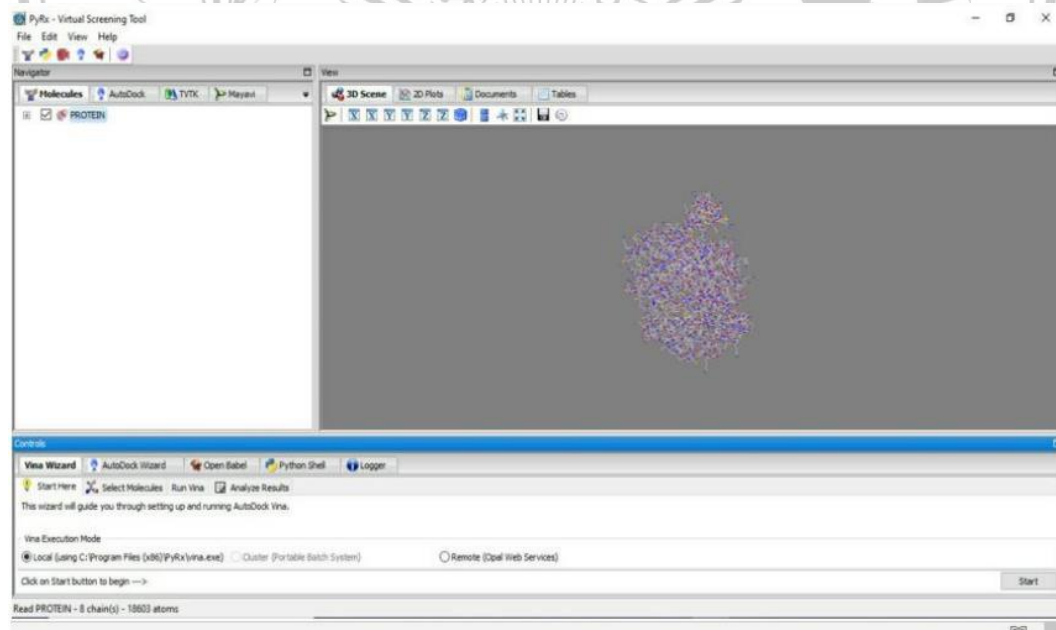 PyRx - Virtual Screening Tool
File Edit View Help
Navigator View
Molecules AutoDock TVTK Mayavi 3D Scene 2D Plots Documents Tables
PROTEIN X X Y Y Z Z
Controls
Vina Wizard AutoDock Wizard Open Babel Python Shell Logger
Start Here Select Molecules Run Vina Analyze Results
This wizard will guide you through setting up and running AutoDock Vina.
Vina Execution Mode
Local (using C:\Program Files (x86)\PyRx\vina.exe) Cluster (Portable Batch System) Remote (Opal Web Services)
Click on Start button to begin ---> Start
Read PROTEIN - 8 chain(s) - 18603 atoms